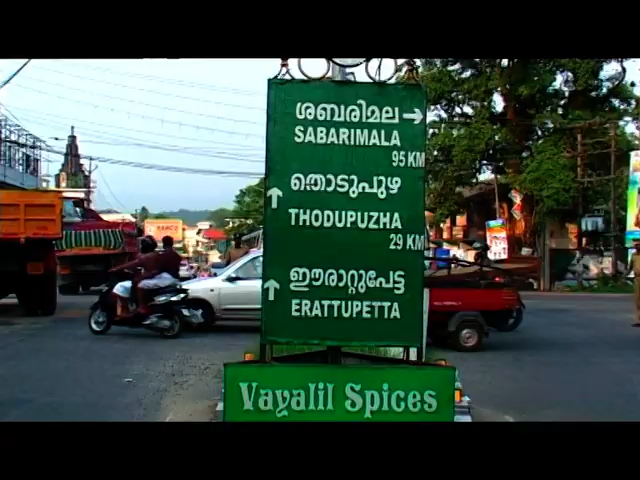 ശബരിമല →
SABARIMALA
95 KM
↑ തൊടുപുഴ
THODUPUZHA
29 KM
↑ ഈരാറ്റുപേട്ട
ERATTUPETTA
Vayalil Spices